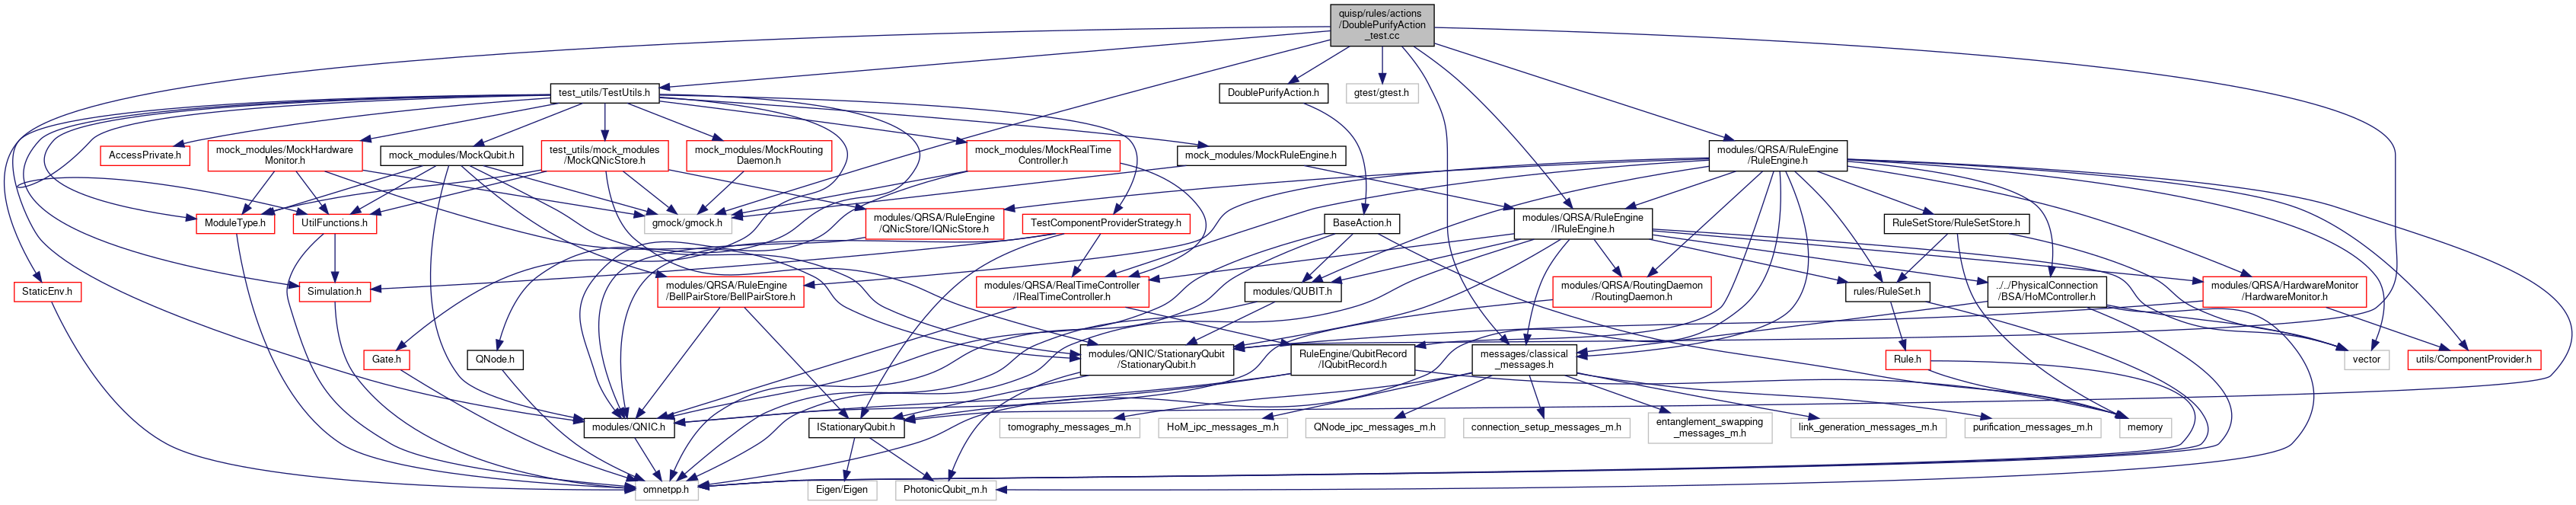 quisp/rules/actions
/DoublePurifyAction
_test.cc
test_utils/TestUtils.h
DoublePurifyAction.h
gtest/gtest.h
AccessPrivate.h
mock_modules/MockHardware
Monitor.h
mock_modules/MockQubit.h
test_utils/mock_modules
/MockQNicStore.h
mock_modules/MockRouting
Daemon.h
mock_modules/MockRealTime
Controller.h
mock_modules/MockRuleEngine.h
modules/QRSA/RuleEngine
/RuleEngine.h
ModuleType.h
UtilFunctions.h
gmock/gmock.h
modules/QRSA/RuleEngine
/QNicStore/IQNicStore.h
TestComponentProviderStrategy.h
BaseAction.h
modules/QRSA/RuleEngine
/IRuleEngine.h
RuleSetStore/RuleSetStore.h
StaticEnv.h
Simulation.h
modules/QRSA/RuleEngine
/BellPairStore/BellPairStore.h
modules/QRSA/RealTimeController
/IRealTimeController.h
modules/QUBIT.h
modules/QRSA/RoutingDaemon
/RoutingDaemon.h
rules/RuleSet.h
../../PhysicalConnection
/BSA/HoMController.h
modules/QRSA/HardwareMonitor
/HardwareMonitor.h
Gate.h
QNode.h
modules/QNIC/StationaryQubit
/StationaryQubit.h
RuleEngine/QubitRecord
/IQubitRecord.h
messages/classical
_messages.h
Rule.h
vector
utils/ComponentProvider.h
modules/QNIC.h
IStationaryQubit.h
tomography_messages_m.h
HoM_ipc_messages_m.h
QNode_ipc_messages_m.h
connection_setup_messages_m.h
entanglement_swapping
_messages_m.h
link_generation_messages_m.h
purification_messages_m.h
memory
omnetpp.h
Eigen/Eigen
PhotonicQubit_m.h